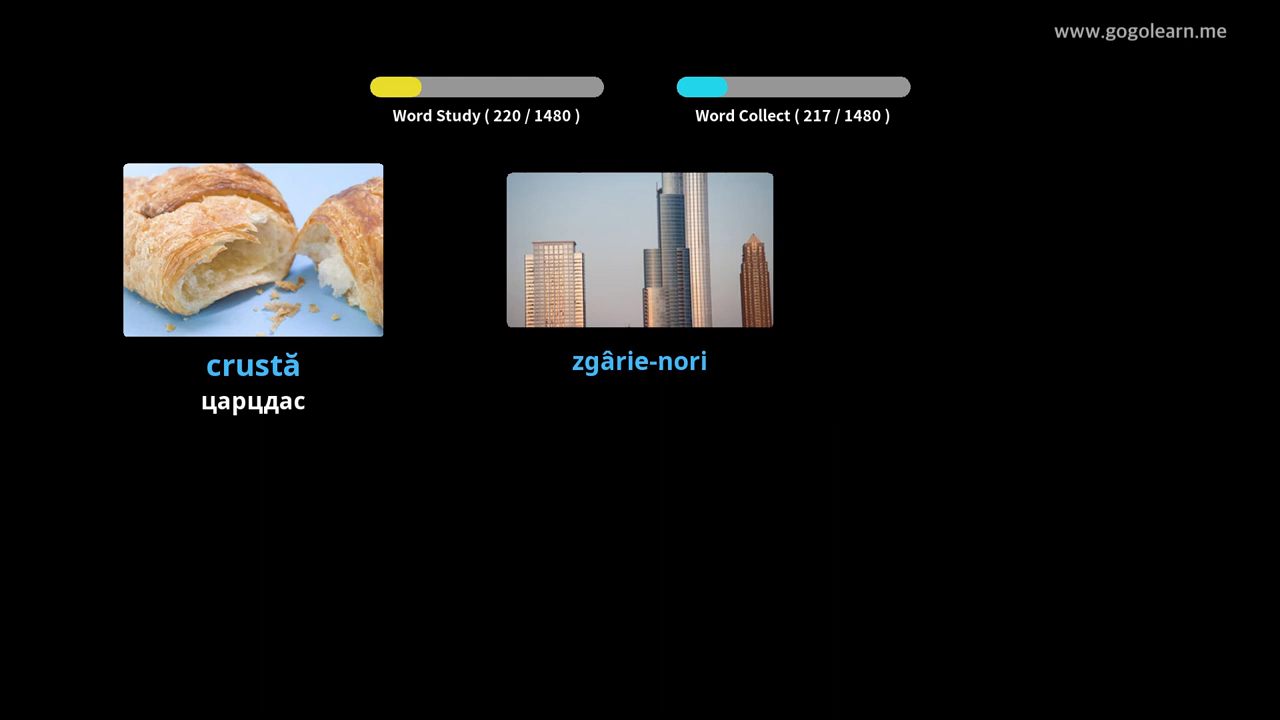 www.gogolearn.me
Word Study ( 220 / 1480 )
Word Collect ( 217 / 1480 )
crustă
царцдас
zgârie-nori